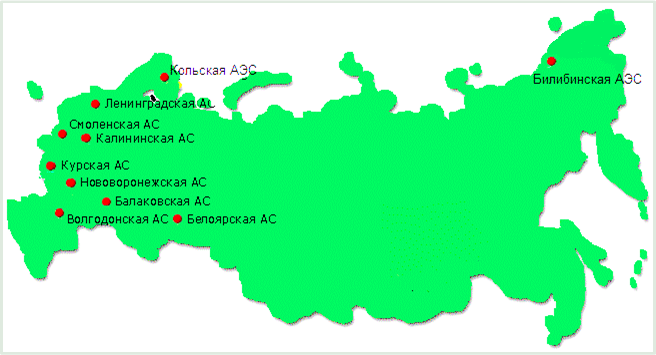 Кольская АЭС
Билибинская АЭС
Ленинградская АС
Смоленская АС
Калининская АС
Курская АС
Нововоронежская АС
Балаковская АС
Волгодонская АС
Белоярская АС